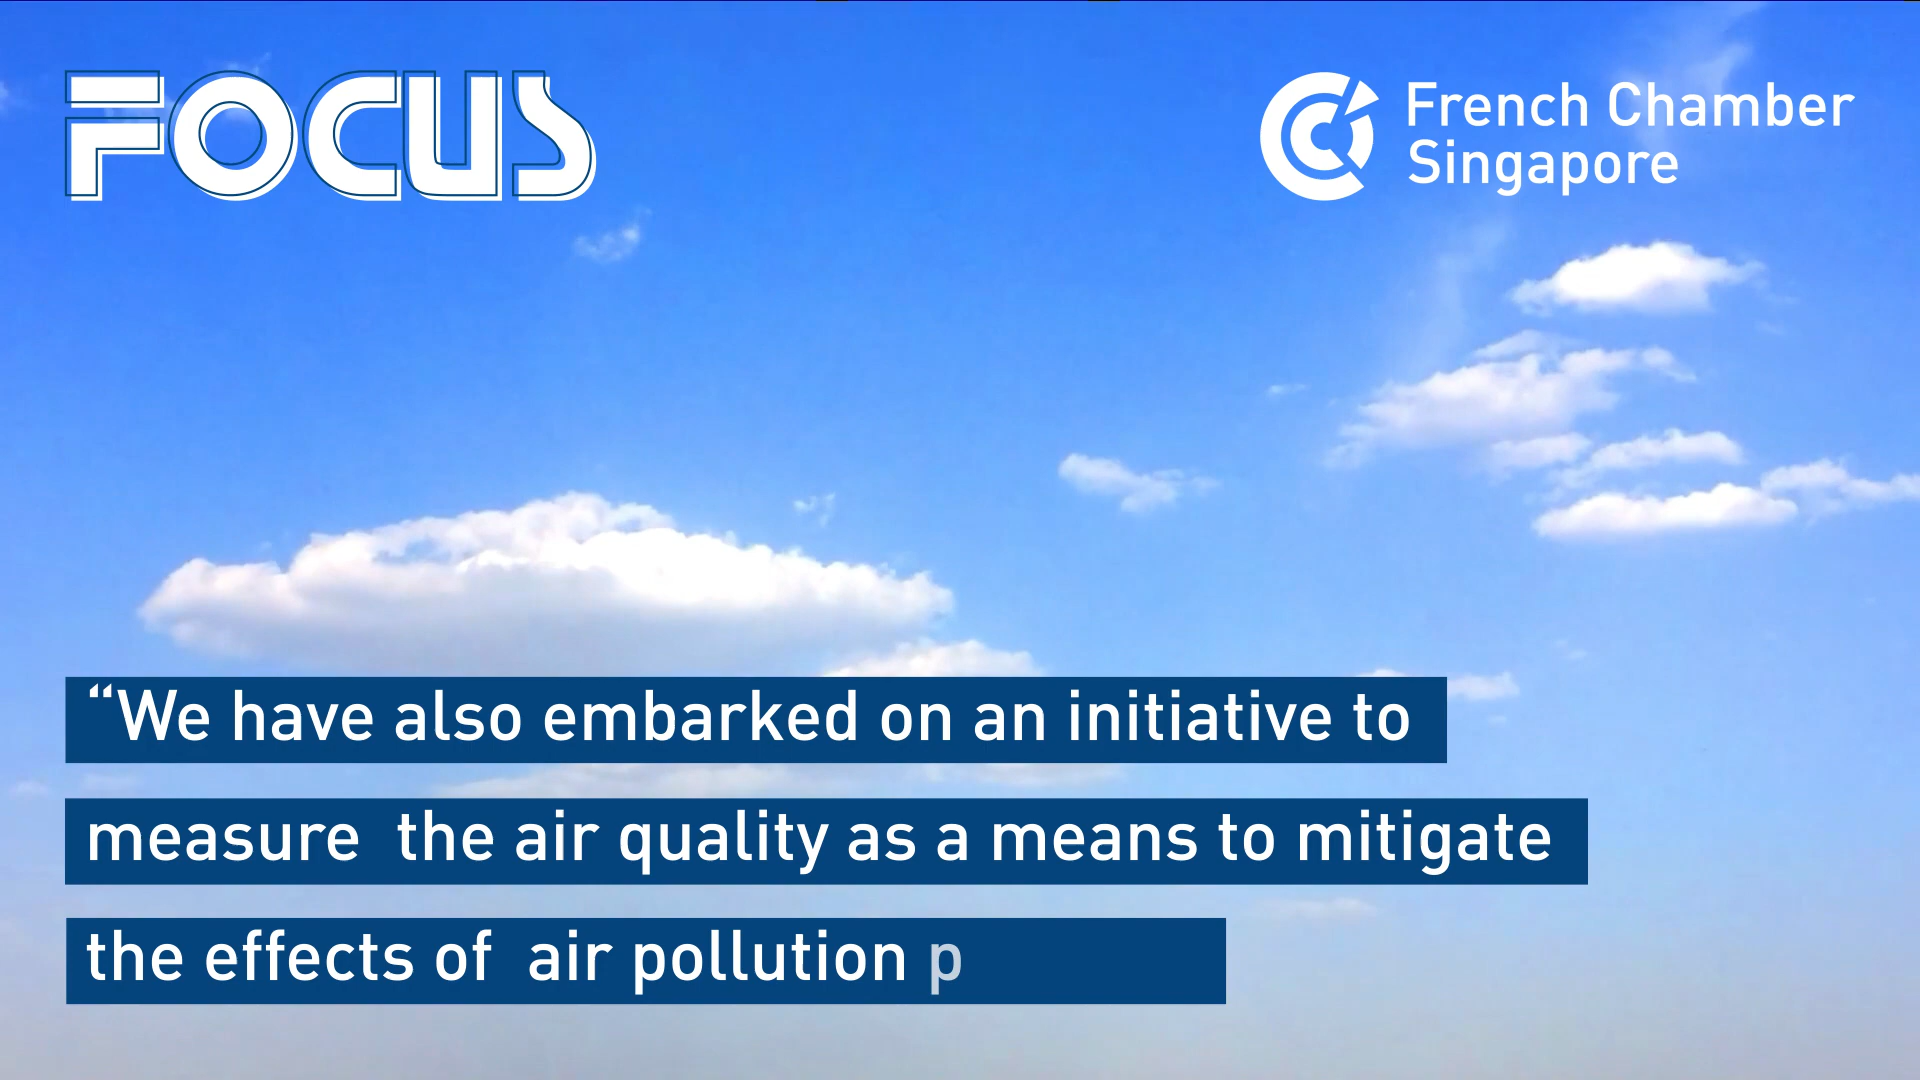 FOCUS
French Chamber
Singapore
“We have also embarked on an initiative to
measure  the air quality as a means to mitigate
the effects of  air pollution p